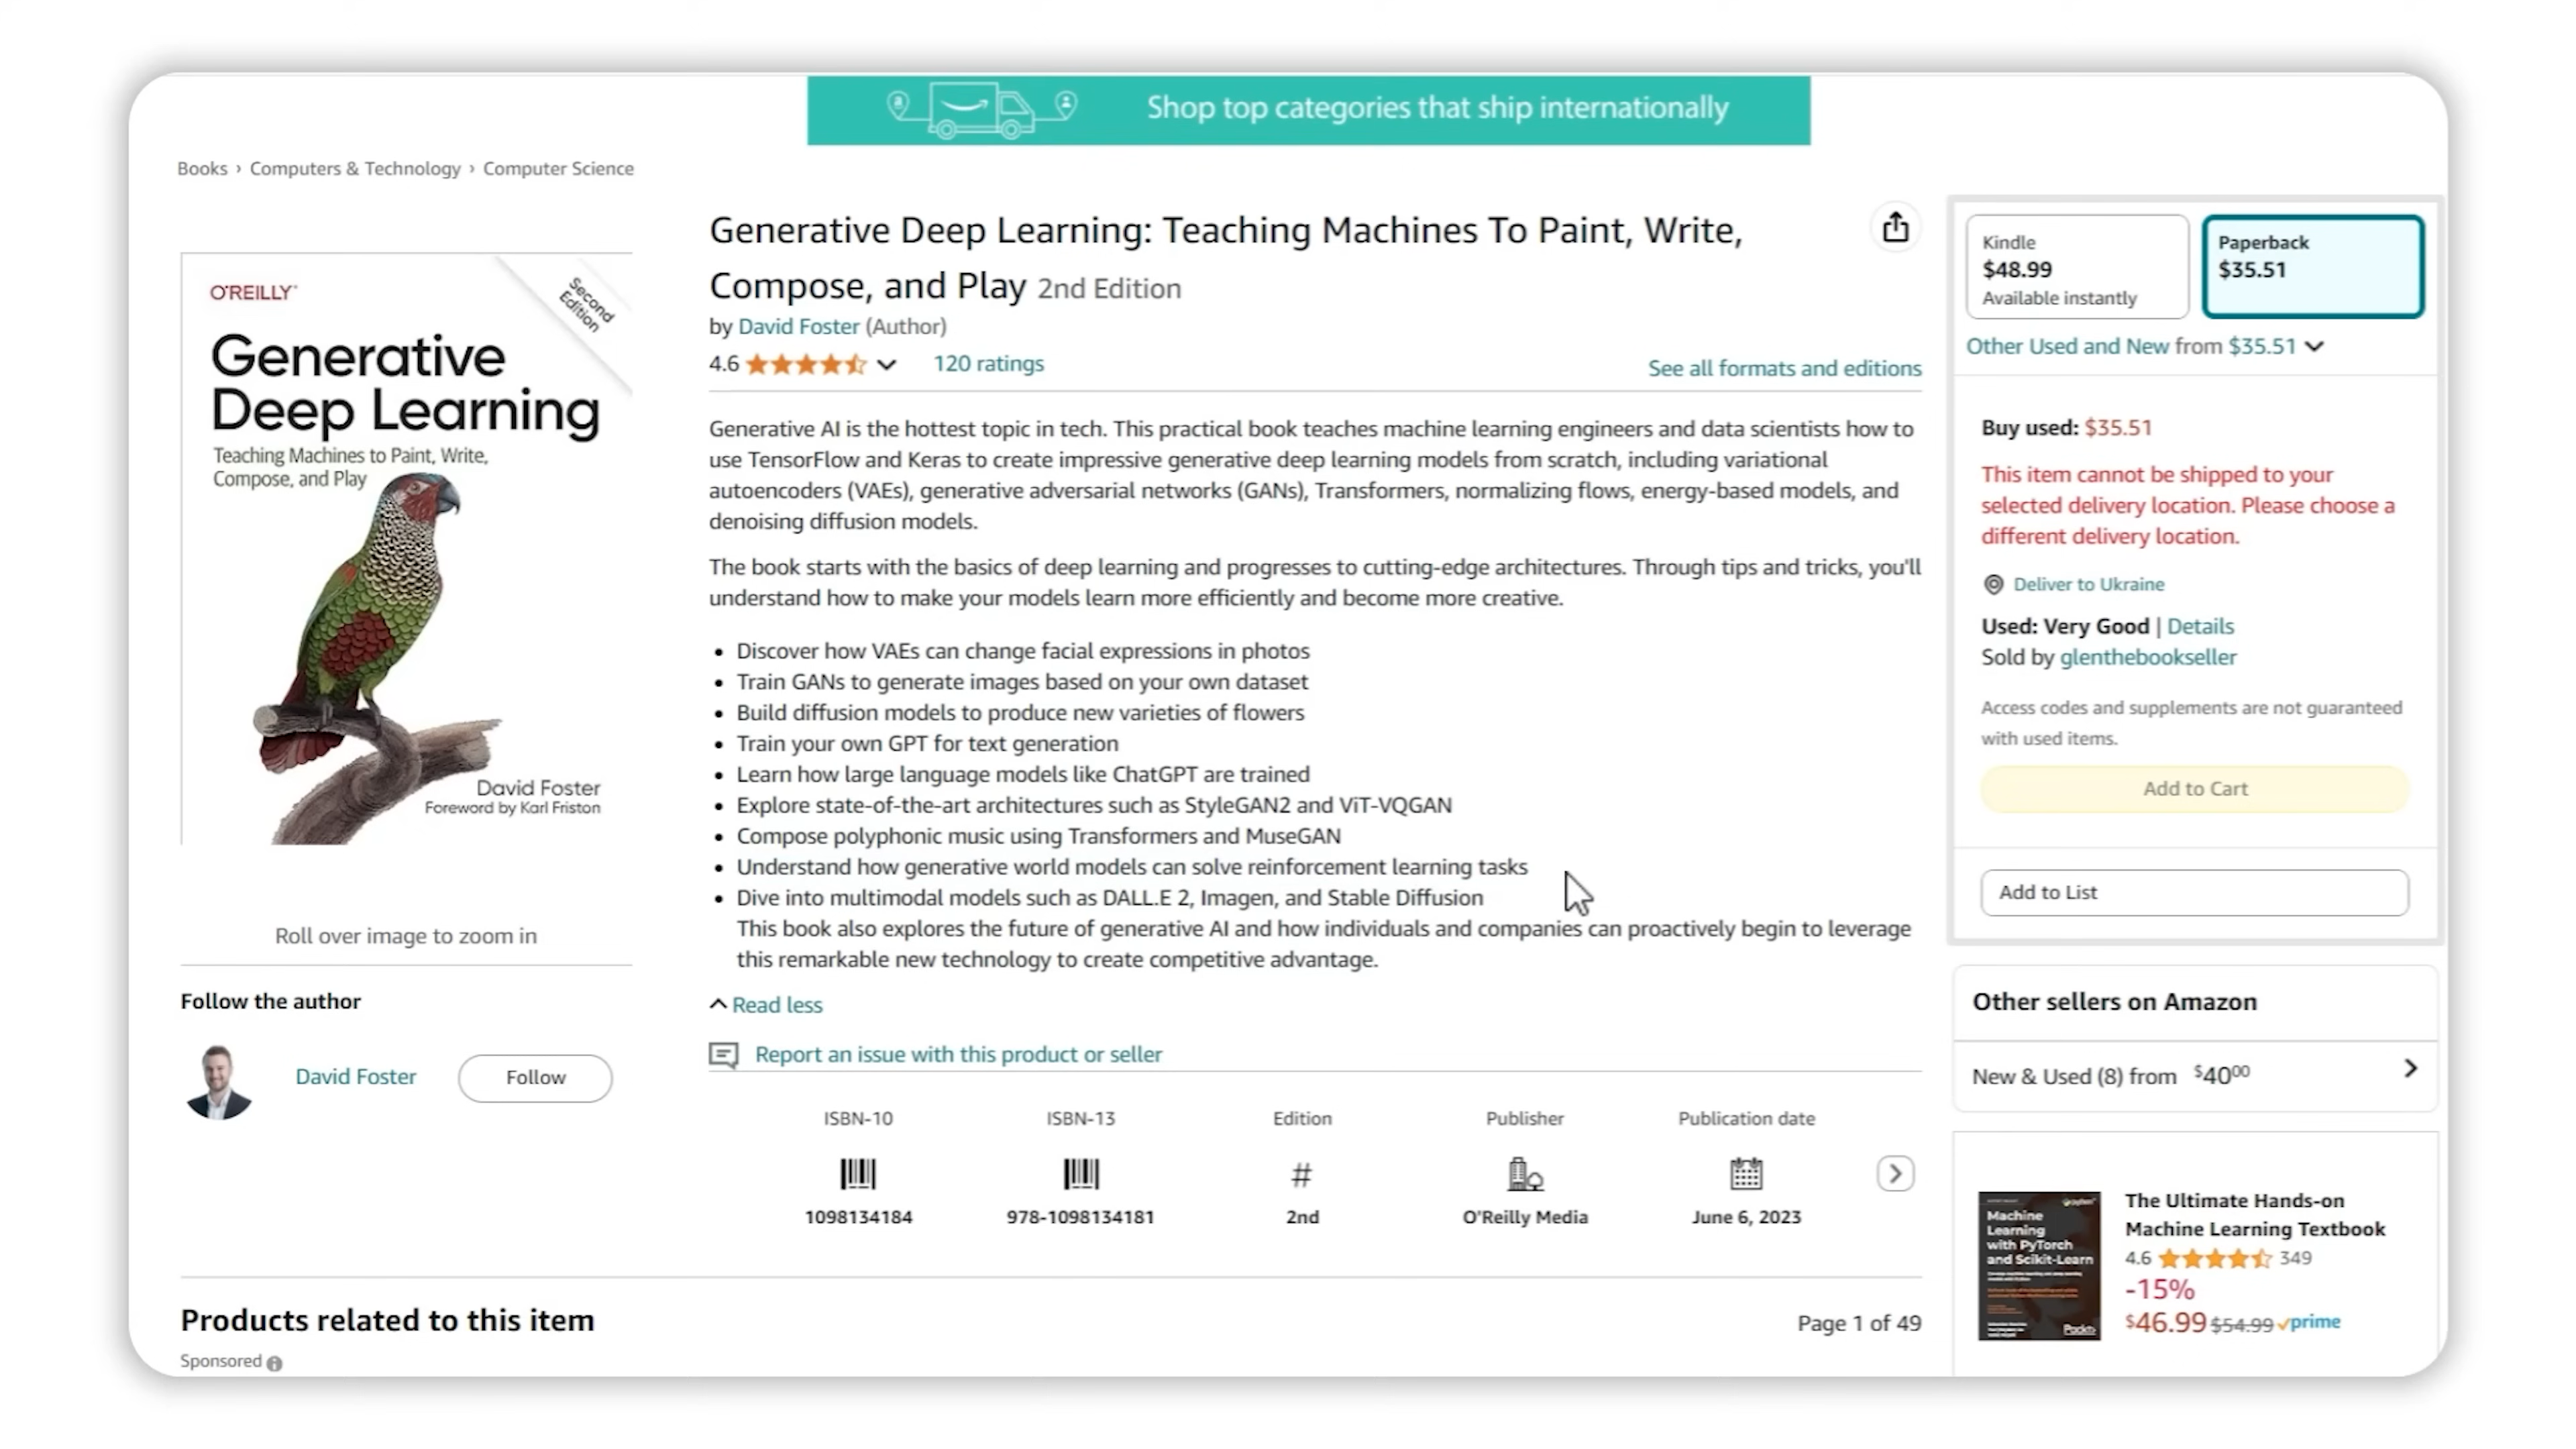 Shop top categories that ship internationally
Books › Computers & Technology › Computer Science
O'REILLY®
Second
Edition
Generative
Deep Learning
Teaching Machines to Paint, Write,
Compose, and Play
David Foster
Foreword by Karl Friston
Roll over image to zoom in
Follow the author
David Foster
Follow
Generative Deep Learning: Teaching Machines To Paint, Write,
Compose, and Play 2nd Edition
by David Foster (Author)
4.6
120 ratings
See all formats and editions
Generative AI is the hottest topic in tech. This practical book teaches machine learning engineers and data scientists how to
use TensorFlow and Keras to create impressive generative deep learning models from scratch, including variational
autoencoders (VAEs), generative adversarial networks (GANs), Transformers, normalizing flows, energy-based models, and
denoising diffusion models.
The book starts with the basics of deep learning and progresses to cutting-edge architectures. Through tips and tricks, you'll
understand how to make your models learn more efficiently and become more creative.
• Discover how VAEs can change facial expressions in photos
• Train GANs to generate images based on your own dataset
• Build diffusion models to produce new varieties of flowers
• Train your own GPT for text generation
• Learn how large language models like ChatGPT are trained
• Explore state-of-the-art architectures such as StyleGAN2 and ViT-VQGAN
• Compose polyphonic music using Transformers and MuseGAN
• Understand how generative world models can solve reinforcement learning tasks
• Dive into multimodal models such as DALL.E 2, Imagen, and Stable Diffusion
This book also explores the future of generative AI and how individuals and companies can proactively begin to leverage
this remarkable new technology to create competitive advantage.
Read less
Report an issue with this product or seller
ISBN-10
1098134184
ISBN-13
978-1098134181
Edition
#
2nd
Publisher
O'Reilly Media
Publication date
June 6, 2023
Products related to this item
Page 1 of 49
Sponsored
Kindle
$48.99
Available instantly
Paperback
$35.51
Other Used and New from $35.51
Buy used: $35.51
This item cannot be shipped to your
selected delivery location. Please choose a
different delivery location.
Deliver to Ukraine
Used: Very Good | Details
Sold by glenthebookseller
Access codes and supplements are not guaranteed
with used items.
Add to Cart
Add to List
Other sellers on Amazon
New & Used (8) from $40⁰⁰
Machine
Learning
with PyTorch
and Scikit-Learn
Packt>
The Ultimate Hands-on
Machine Learning Textbook
4.6 349
-15%
$46.99 $54.99 prime